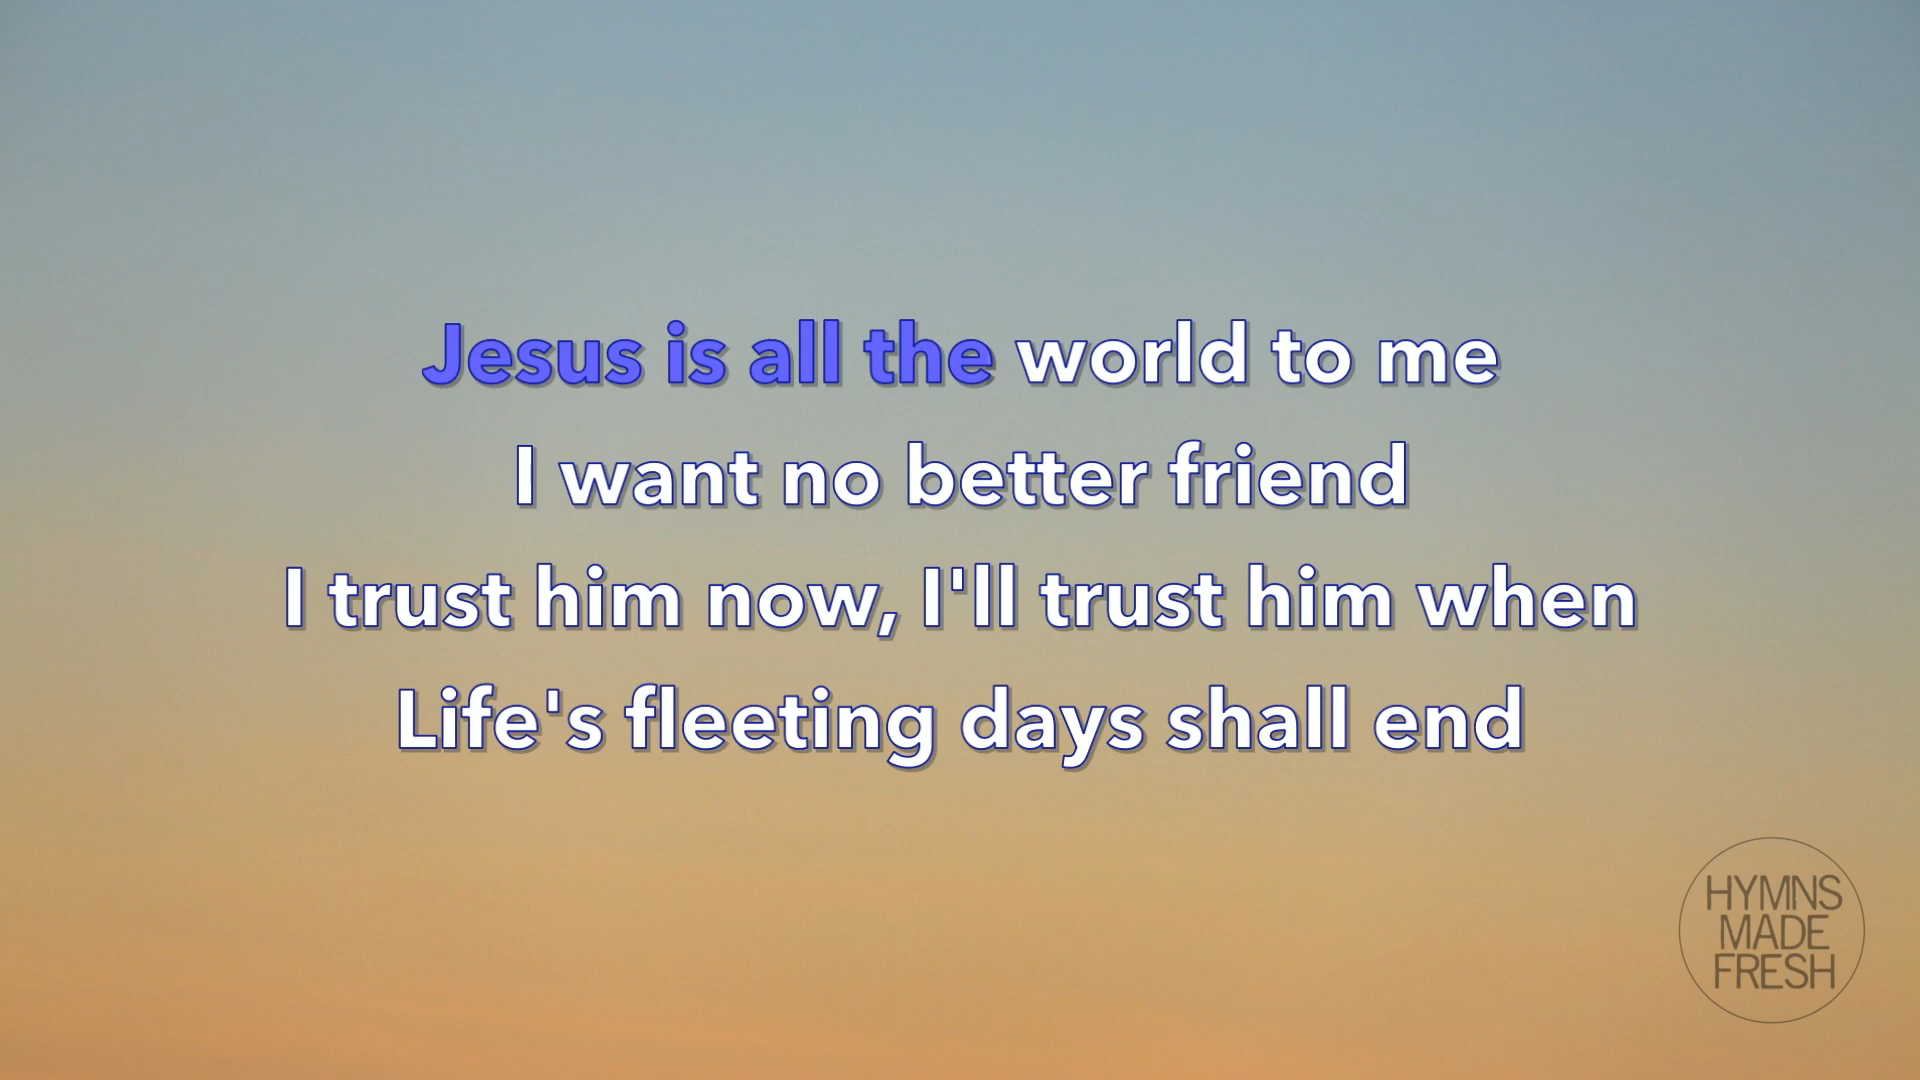 Jesus is all the world to me
I want no better friend
I trust him now, I'll trust him when
Life's fleeting days shall end
HYMNS
MADE
FRESH